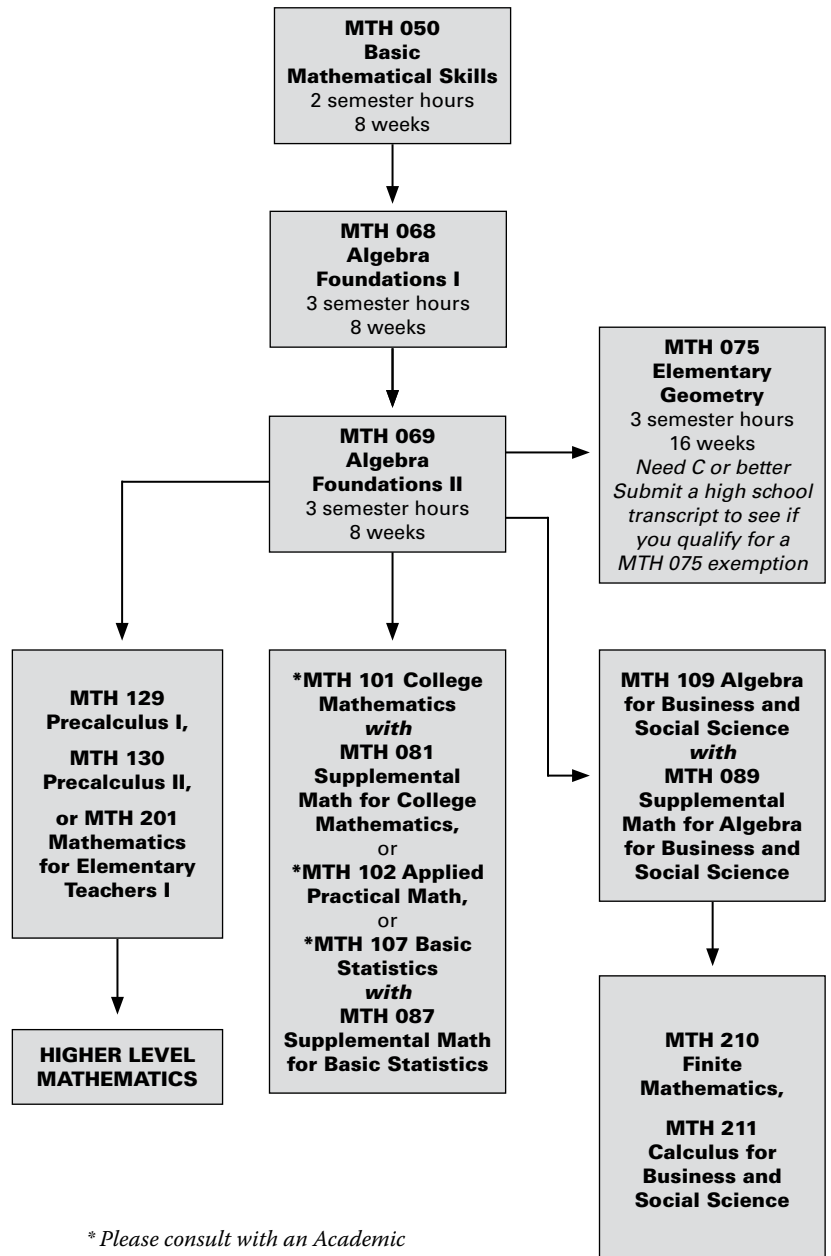 MTH 050
Basic
Mathematical Skills
2 semester hours
8 weeks
MTH 068
Algebra
Foundations I
3 semester hours
8 weeks
MTH 075
Elementary
Geometry
3 semester hours
16 weeks
Need C or better
Submit a high school
transcript to see if
you qualify for a
MTH 075 exemption
MTH 069
Algebra
Foundations II
3 semester hours
8 weeks
MTH 129
Precalculus I,
MTH 130
Precalculus II,
or MTH 201
Mathematics
for Elementary
Teachers I
*MTH 101 College
Mathematics
with
MTH 081
Supplemental
Math for College
Mathematics,
or
*MTH 102 Applied
Practical Math,
or
*MTH 107 Basic
Statistics
with
MTH 087
Supplemental Math
for Basic Statistics
MTH 109 Algebra
for Business and
Social Science
with
MTH 089
Supplemental
Math for Algebra
for Business and
Social Science
HIGHER LEVEL
MATHEMATICS
MTH 210
Finite
Mathematics,
MTH 211
Calculus for
Business and
Social Science
* Please consult with an Academic